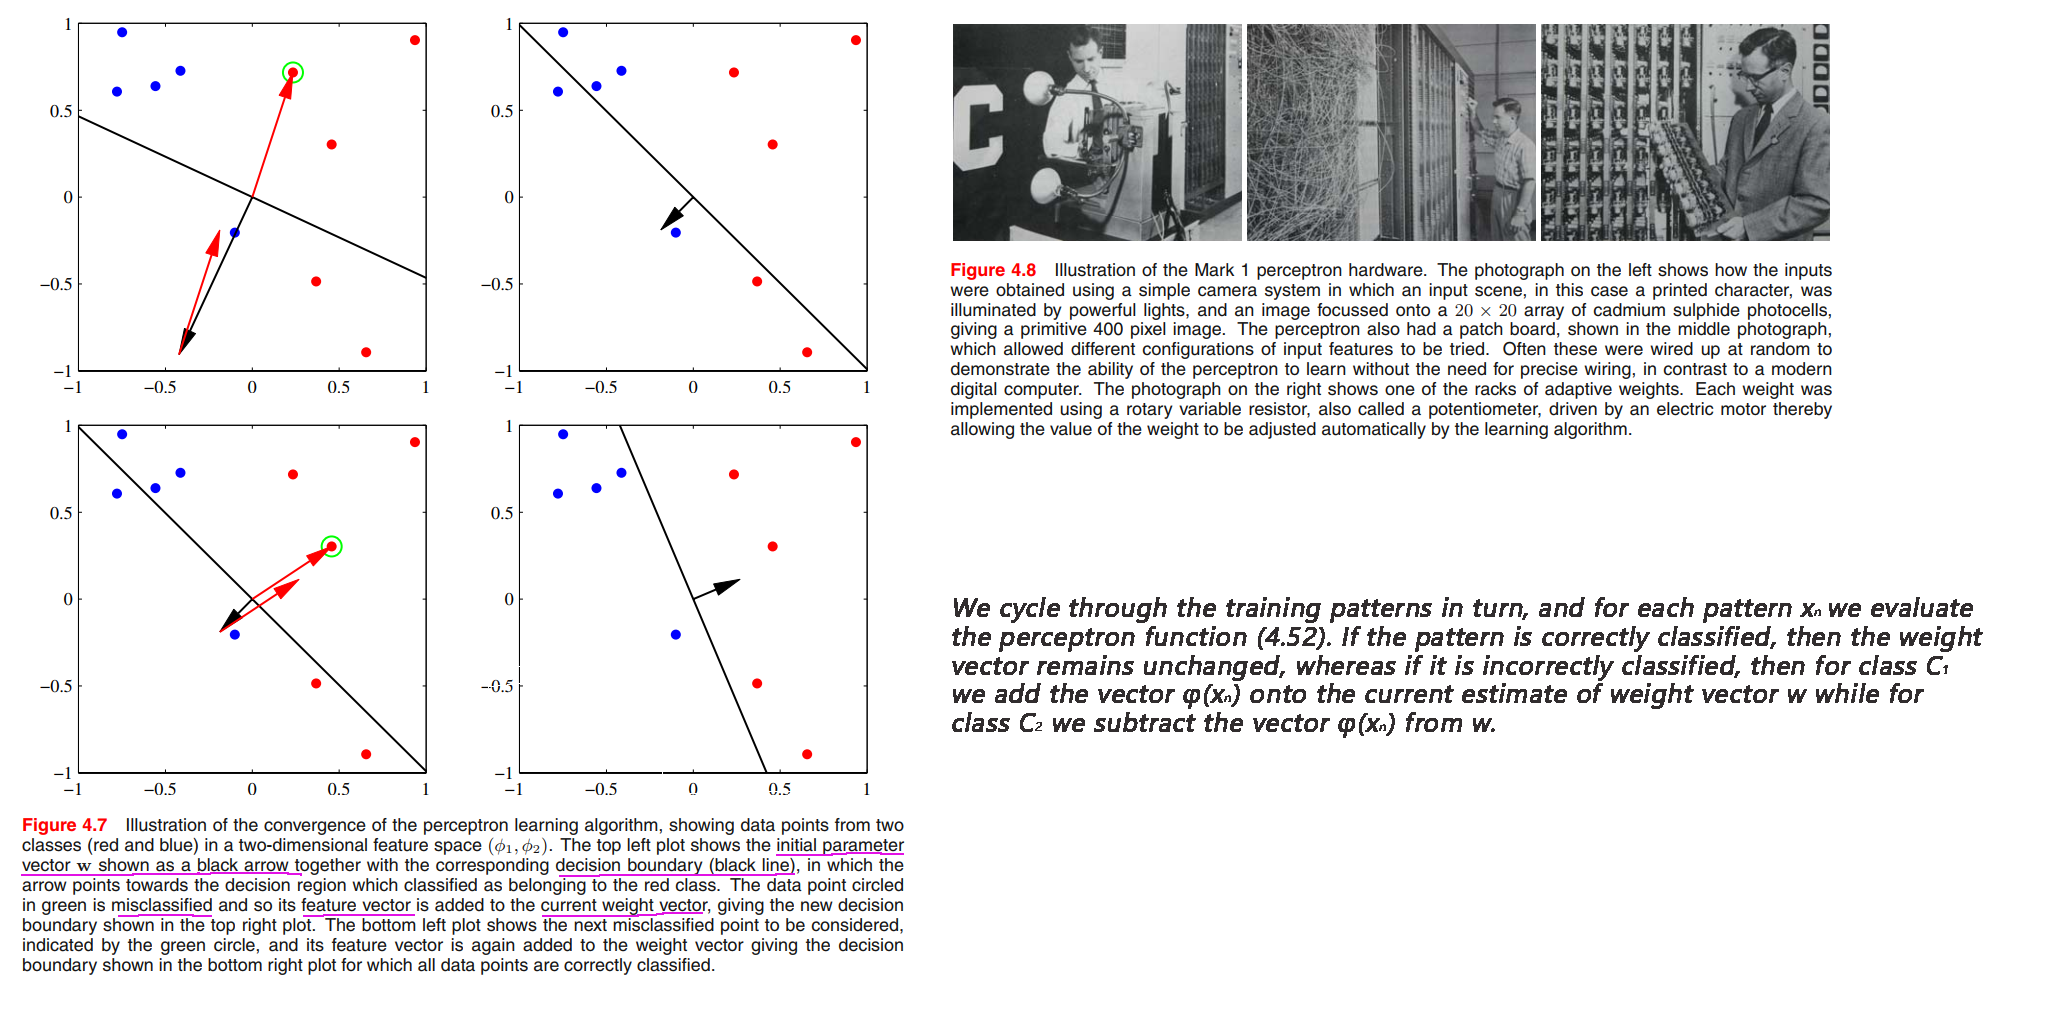 1
0.5
0
−0.5
−1
−1 −0.5 0 0.5 1
1
0.5
0
−0.5
−1
−1 −0.5 0 0.5 1
1
0.5
0
−0.5
−1
−1 −0.5 0 0.5 1
1
0.5
0
−0.5
−1
−1 −0.5 0 0.5 1
Figure 4.7 Illustration of the convergence of the perceptron learning algorithm, showing data points from two
classes (red and blue) in a two-dimensional feature space (ϕ₁, ϕ₂). The top left plot shows the initial parameter
vector w shown as a black arrow together with the corresponding decision boundary (black line), in which the
arrow points towards the decision region which classified as belonging to the red class. The data point circled
in green is misclassified and so its feature vector is added to the current weight vector, giving the new decision
boundary shown in the top right plot. The bottom left plot shows the next misclassified point to be considered,
indicated by the green circle, and its feature vector is again added to the weight vector giving the decision
boundary shown in the bottom right plot for which all data points are correctly classified.
C
Figure 4.8 Illustration of the Mark 1 perceptron hardware. The photograph on the left shows how the inputs
were obtained using a simple camera system in which an input scene, in this case a printed character, was
illuminated by powerful lights, and an image focussed onto a 20 × 20 array of cadmium sulphide photocells,
giving a primitive 400 pixel image. The perceptron also had a patch board, shown in the middle photograph,
which allowed different configurations of input features to be tried. Often these were wired up at random to
demonstrate the ability of the perceptron to learn without the need for precise wiring, in contrast to a modern
digital computer. The photograph on the right shows one of the racks of adaptive weights. Each weight was
implemented using a rotary variable resistor, also called a potentiometer, driven by an electric motor thereby
allowing the value of the weight to be adjusted automatically by the learning algorithm.
We cycle through the training patterns in turn, and for each pattern xₙ we evaluate
the perceptron function (4.52). If the pattern is correctly classified, then the weight
vector remains unchanged, whereas if it is incorrectly classified, then for class C₁
we add the vector φ(xₙ) onto the current estimate of weight vector w while for
class C₂ we subtract the vector φ(xₙ) from w.